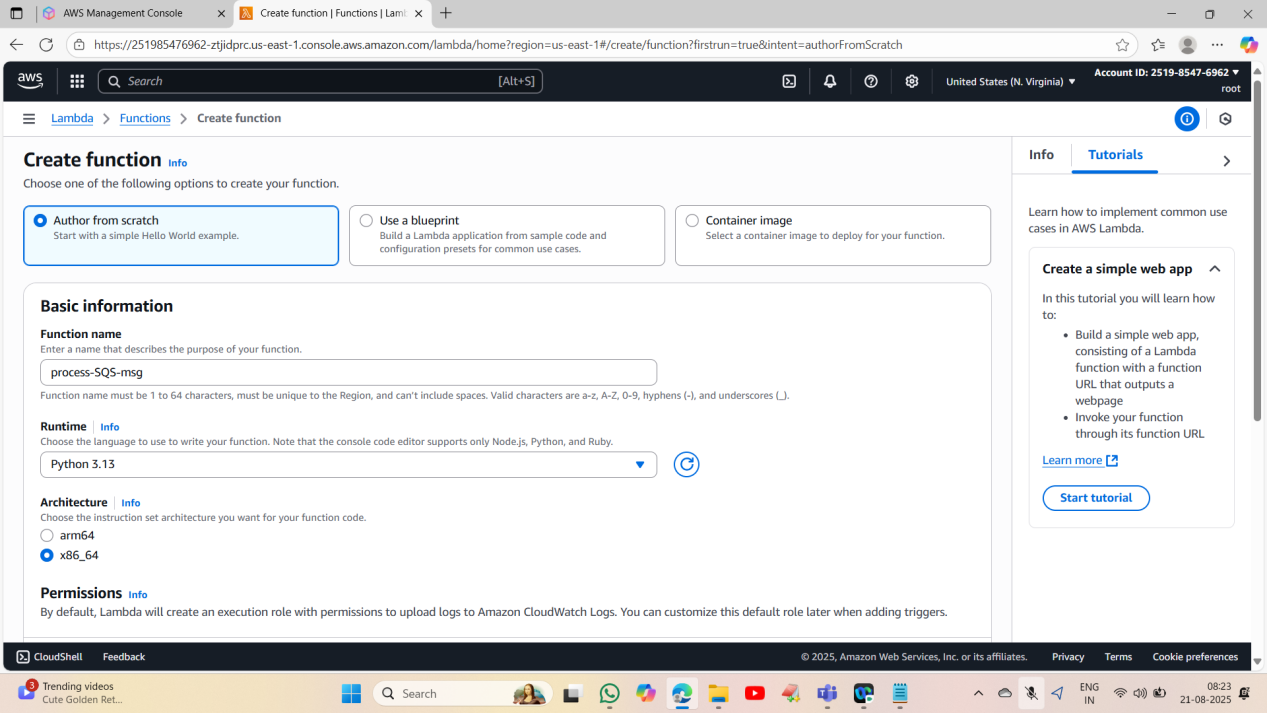 AWS Management Console
Create function | Functions | Lam
https://251985476962-ztjidprc.us-east-1.console.aws.amazon.com/lambda/home?region=us-east-1#/create/function?firstrun=true&intent=authorFromScratch
aws
Search [Alt+S]
United States (N. Virginia)
Account ID: 2519-8547-6962
root
Lambda > Functions > Create function
Create function Info
Choose one of the following options to create your function.
Author from scratch
Start with a simple Hello World example.
Use a blueprint
Build a Lambda application from sample code and
configuration presets for common use cases.
Container image
Select a container image to deploy for your function.
Basic information
Function name
Enter a name that describes the purpose of your function.
process-SQS-msg
Function name must be 1 to 64 characters, must be unique to the Region, and can't include spaces. Valid characters are a-z, A-Z, 0-9, hyphens (-), and underscores (_).
Runtime Info
Choose the language to use to write your function. Note that the console code editor supports only Node.js, Python, and Ruby.
Python 3.13
Architecture Info
Choose the instruction set architecture you want for your function code.
arm64
x86_64
Permissions Info
By default, Lambda will create an execution role with permissions to upload logs to Amazon CloudWatch Logs. You can customize this default role later when adding triggers.
Info
Tutorials
Learn how to implement common use
cases in AWS Lambda.
Create a simple web app
In this tutorial you will learn how
to:
• Build a simple web app,
consisting of a Lambda
function with a function
URL that outputs a
webpage
• Invoke your function
through its function URL
Learn more
Start tutorial
CloudShell
Feedback
© 2025, Amazon Web Services, Inc. or its affiliates.
Privacy
Terms
Cookie preferences
3
Trending videos
Cute Golden Ret...
Search
ENG
IN
08:23
21-08-2025